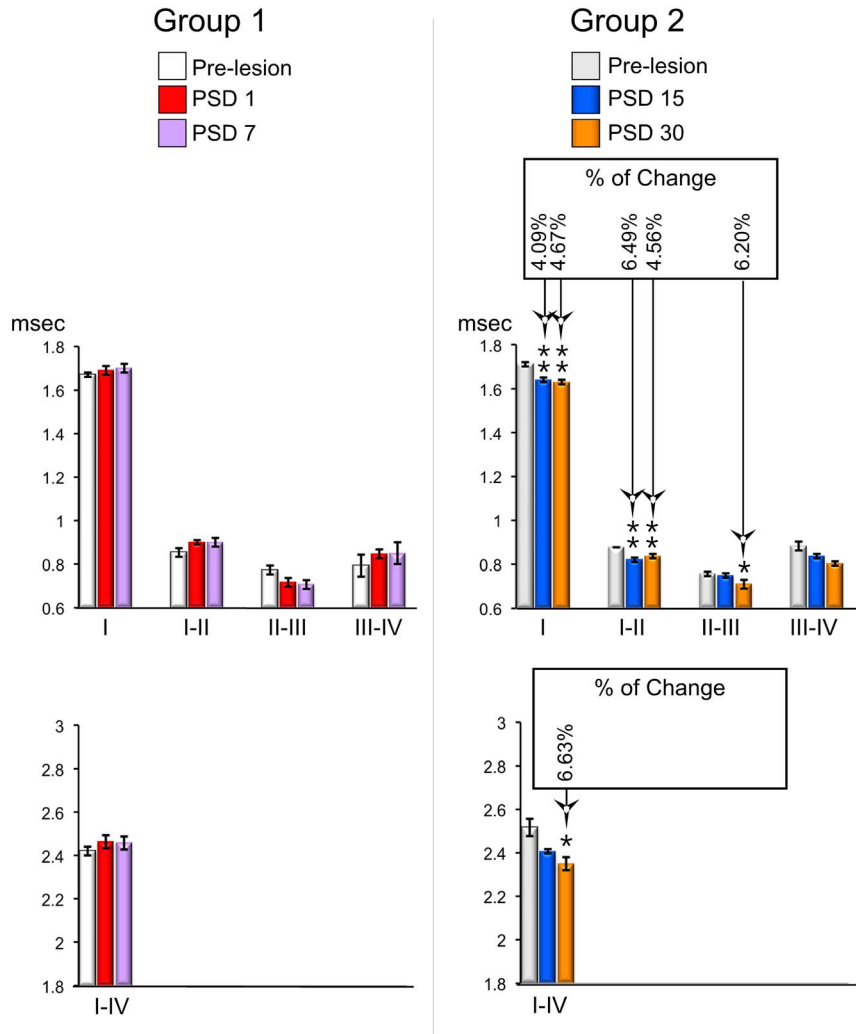 Group 1
Pre-lesion
PSD 1
PSD 7
msec
1.8
1.6
1.4
1.2
1
0.8
0.6
I I-II II-III III-IV
3
2.8
2.6
2.4
2.2
2
1.8
I-IV
Group 2
Pre-lesion
PSD 15
PSD 30
% of Change
4.09%
4.67%
6.49%
4.56%
6.20%
msec
1.8
1.6
1.4
1.2
1
0.8
0.6
** ** ** ** *
I I-II II-III III-IV
% of Change
6.63%
*
3
2.8
2.6
2.4
2.2
2
1.8
I-IV